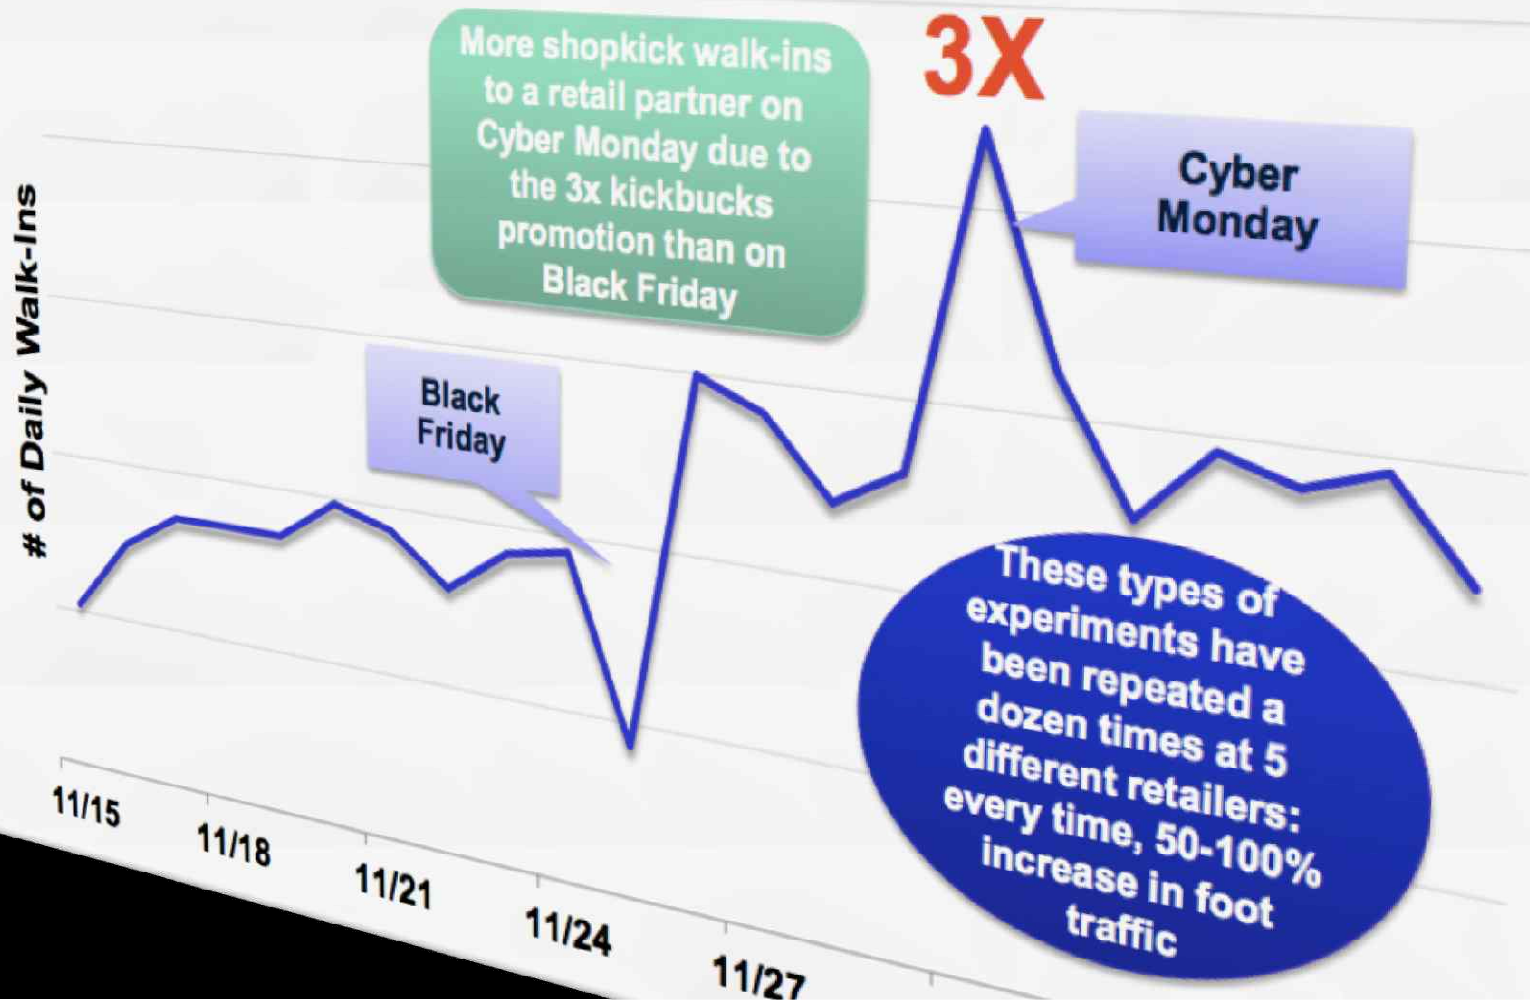 More shopkick walk-ins
to a retail partner on
Cyber Monday due to
the 3x kickbucks
promotion than on
Black Friday
3X
Cyber
Monday
# of Daily Walk-Ins
Black
Friday
These types of
experiments have
been repeated a
dozen times at 5
different retailers:
every time, 50-100%
increase in foot
traffic
11/15
11/18
11/21
11/24
11/27